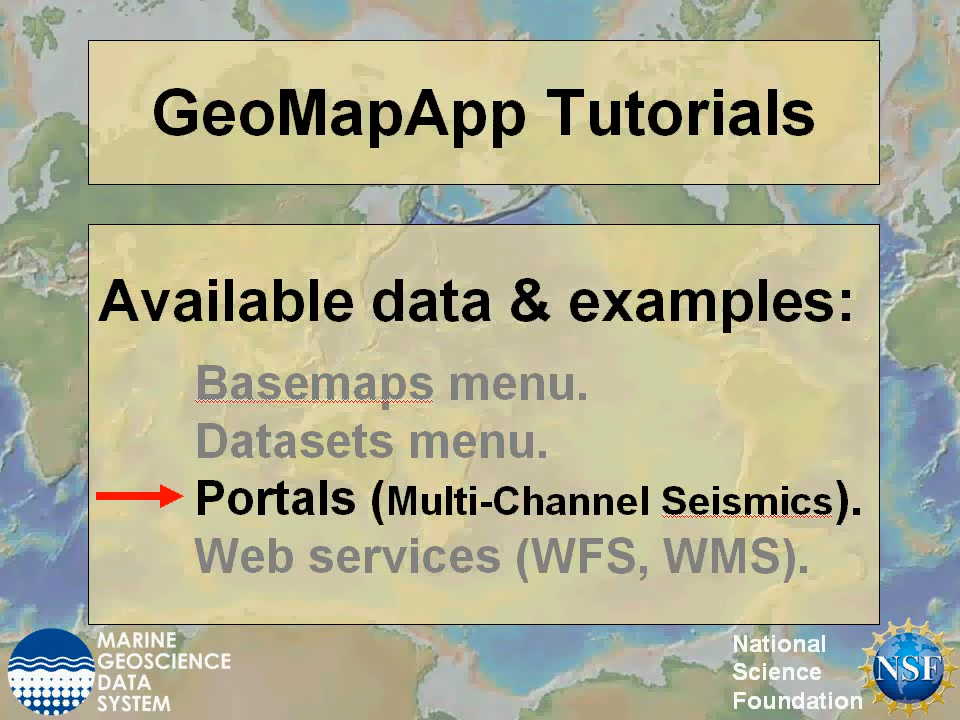 GeoMapApp Tutorials
Available data & examples:
Basemaps menu.
Datasets menu.
Portals (Multi-Channel Seismics).
Web services (WFS, WMS).
MARINE
GEOSCIENCE
DATA
SYSTEM
National
Science
Foundation
NSF